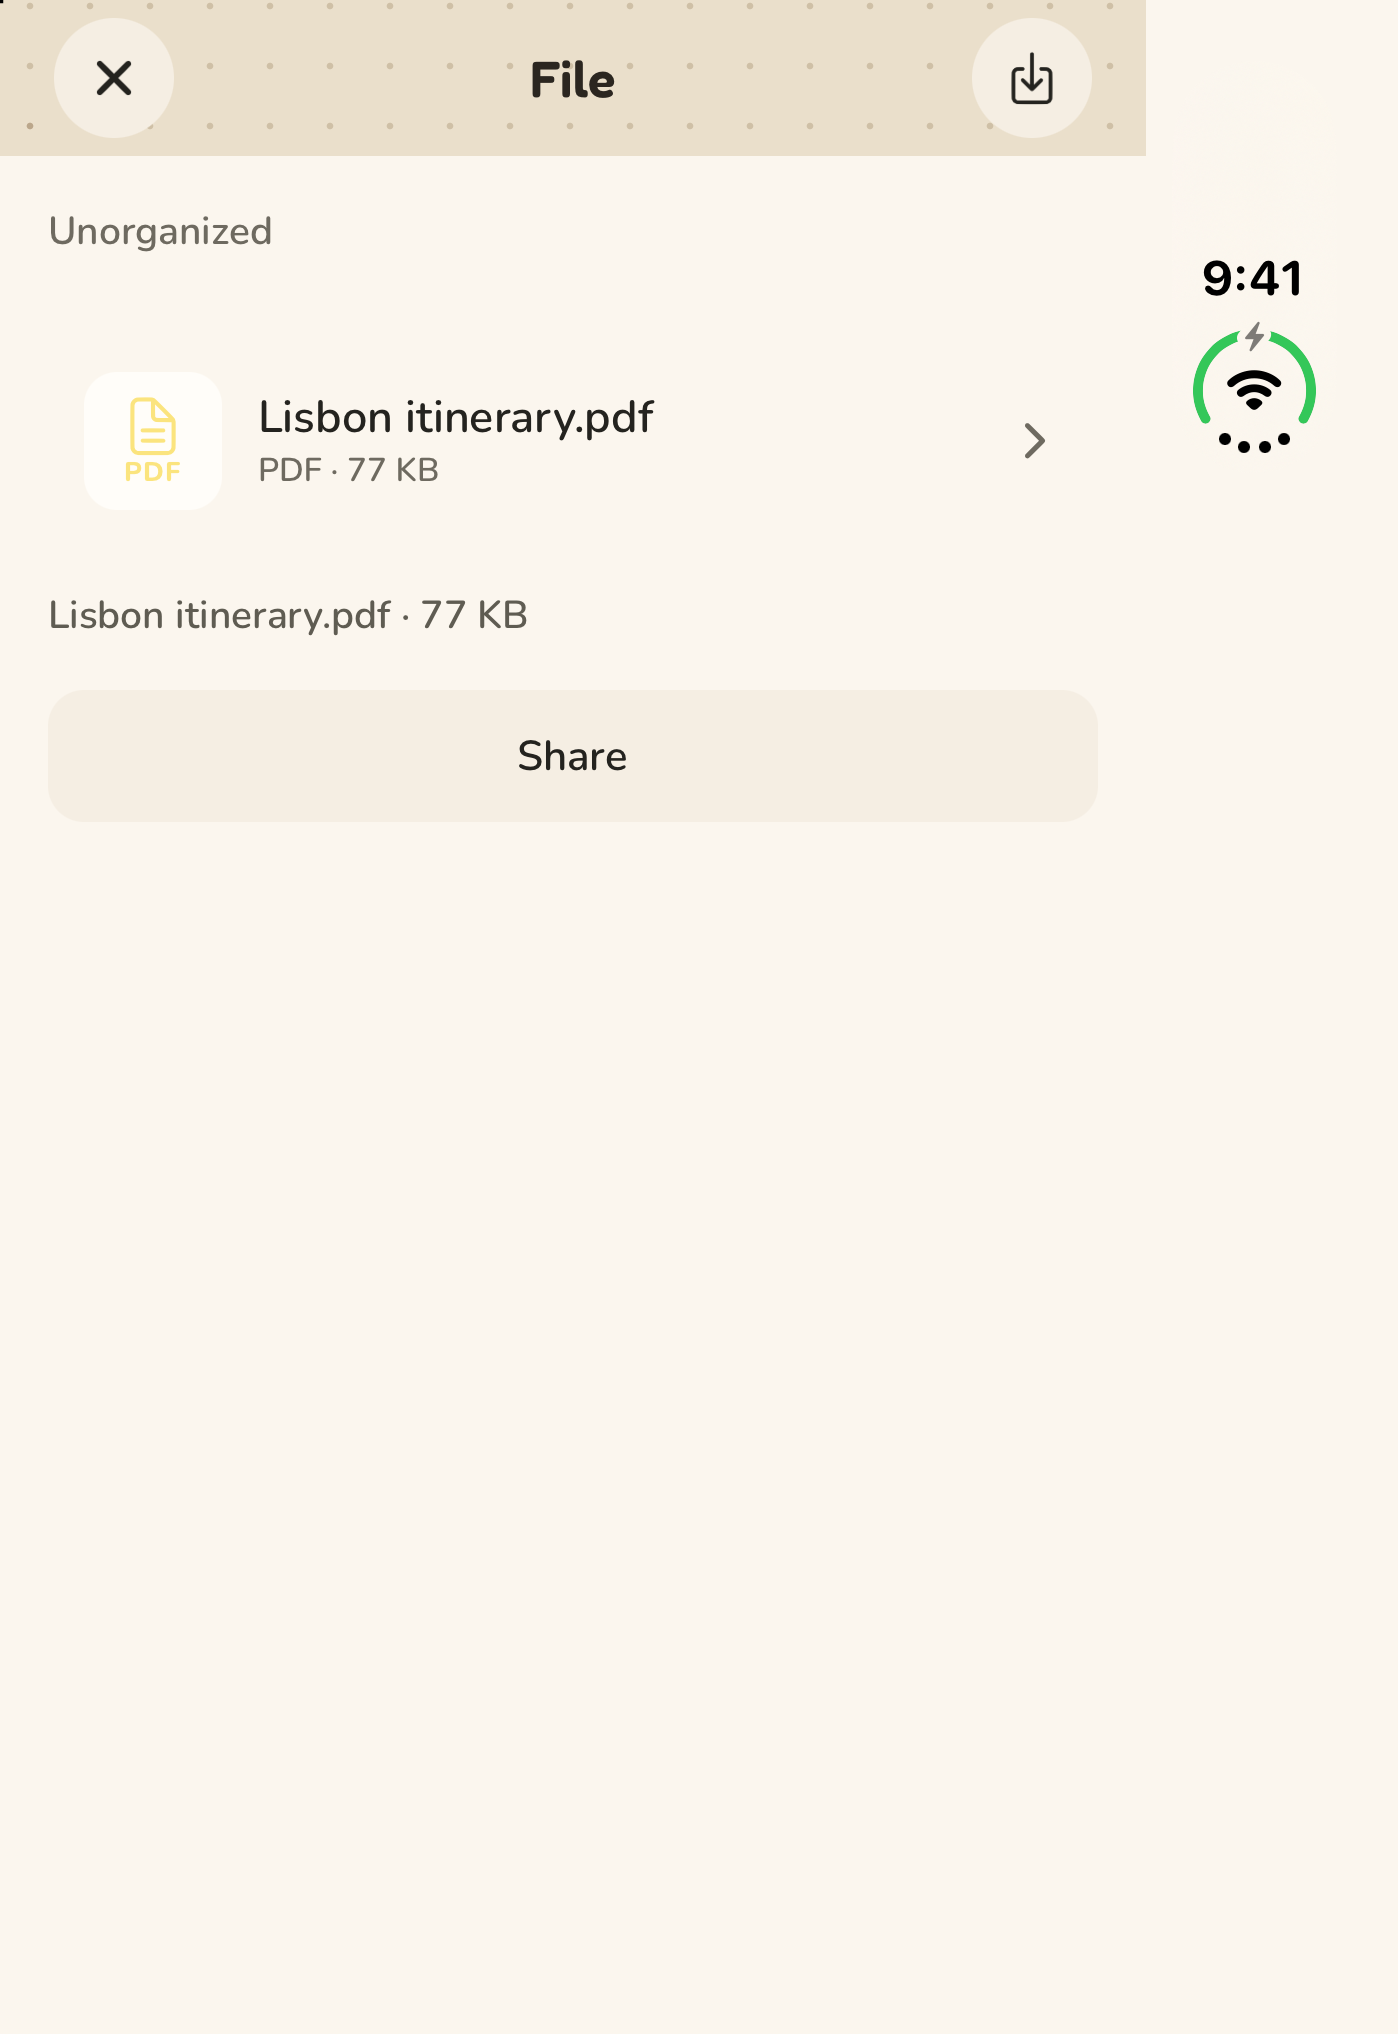 File
9:41
Unorganized
Lisbon itinerary.pdf
PDF · 77 KB
PDF
Lisbon itinerary.pdf · 77 KB
Share